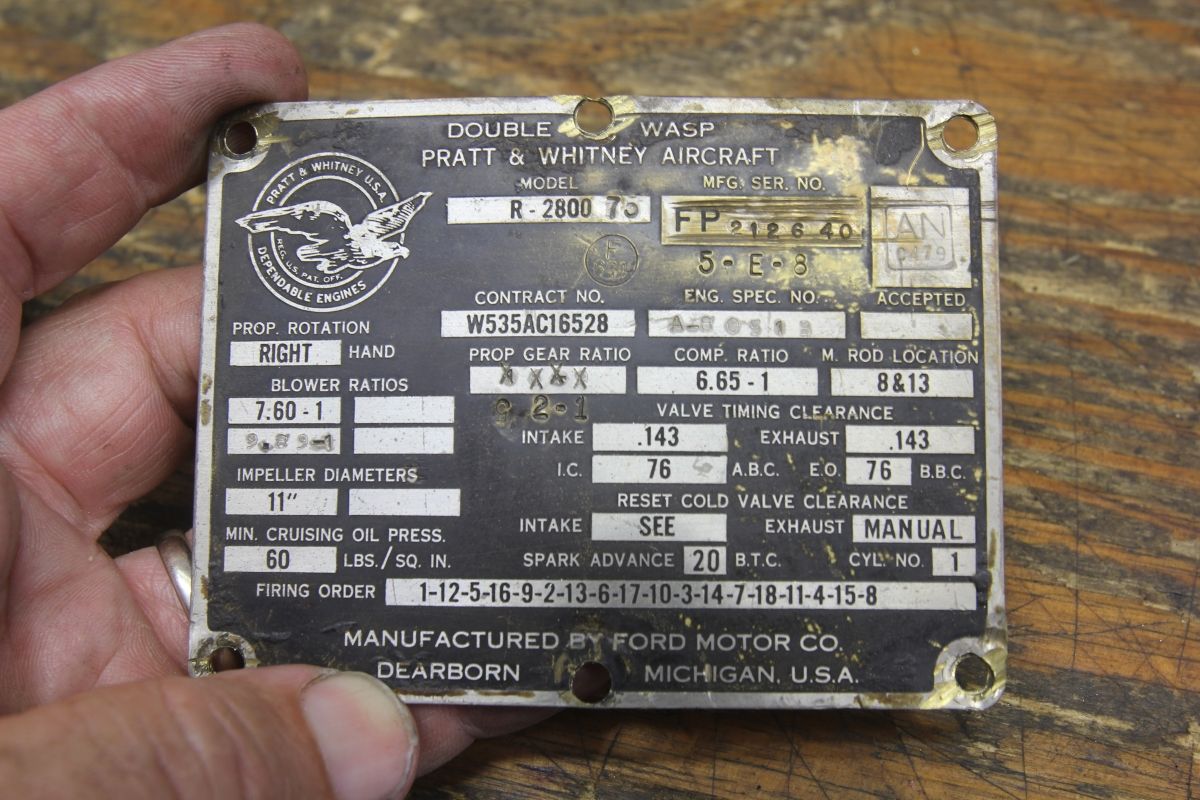 DOUBLE WASP
PRATT & WHITNEY AIRCRAFT
PRATT & WHITNEY U.S.A.
REG. U.S. PAT. OFF.
DEPENDABLE ENGINES
MODEL MFG. SER. NO.
R-2800 75 FP 212640
AN
F 5-E-8
CONTRACT NO. ENG. SPEC. NO. ACCEPTED
W535AC16528
PROP. ROTATION
RIGHT HAND
PROP GEAR RATIO COMP. RATIO M. ROD LOCATION
XXXX 6.65-1 8&13
BLOWER RATIOS
7.60-1
2-1
VALVE TIMING CLEARANCE
INTAKE .143 EXHAUST .143
I.C. 76 A.B.C. E.O. 76 B.B.C.
IMPELLER DIAMETERS
11"
RESET COLD VALVE CLEARANCE
INTAKE SEE EXHAUST MANUAL
MIN. CRUISING OIL PRESS.
60 LBS./SQ. IN.
SPARK ADVANCE 20 B.T.C. CYL. NO. 1
FIRING ORDER 1-12-5-16-9-2-13-6-17-10-3-14-7-18-11-4-15-8
MANUFACTURED BY FORD MOTOR CO.
DEARBORN MICHIGAN, U.S.A.